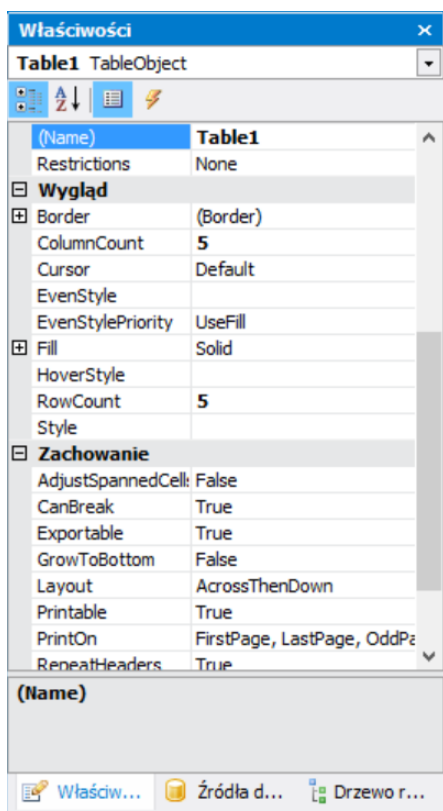 Właściwości
Table1 TableObject
(Name) Table1
Restrictions None
Wygląd
Border (Border)
ColumnCount 5
Cursor Default
EvenStyle
EvenStylePriority UseFill
Fill Solid
HoverStyle
RowCount 5
Style
Zachowanie
AdjustSpannedCell False
CanBreak True
Exportable True
GrowToBottom False
Layout AcrossThenDown
Printable True
PrintOn FirstPage, LastPage, OddPa
RepeatHeaders True
(Name)
Właściw... Źródła d... Drzewo r...